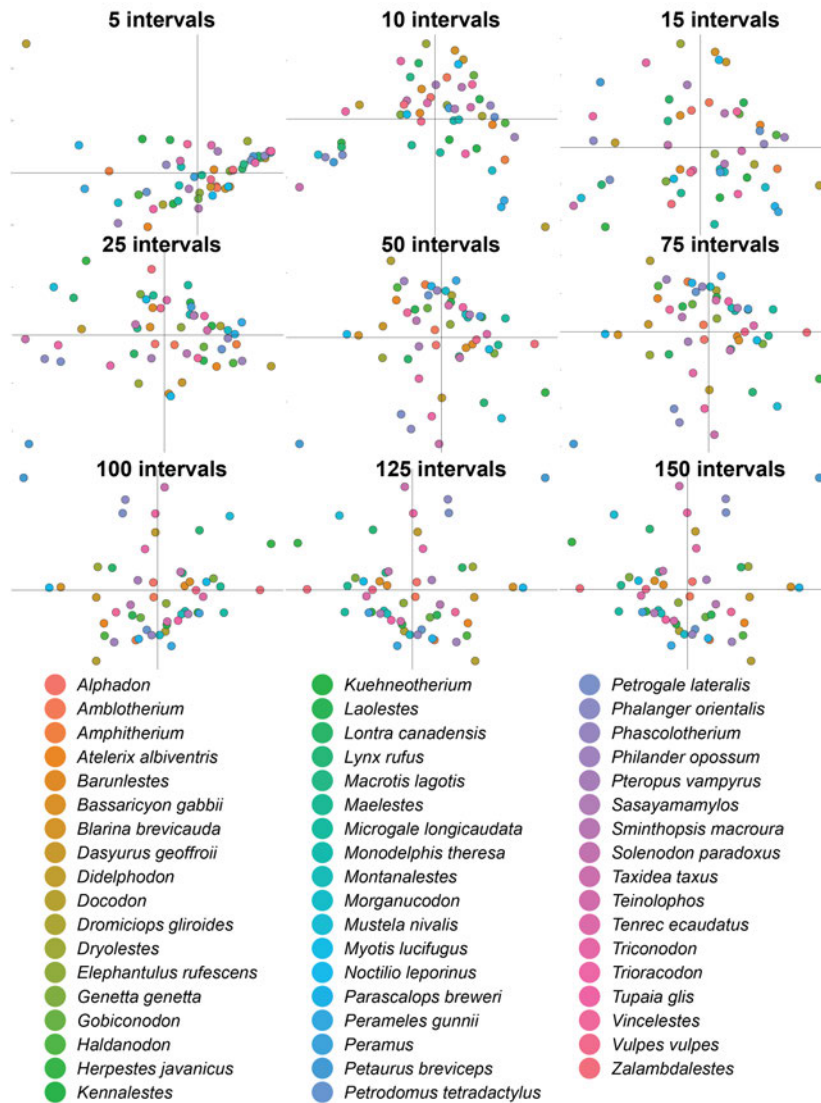 5 intervals
10 intervals
15 intervals
25 intervals
50 intervals
75 intervals
100 intervals
125 intervals
150 intervals
Alphadon
Amblotherium
Amphitherium
Atelerix albiventris
Barunlestes
Bassaricyon gabbii
Blarina brevicauda
Dasyurus geoffroii
Didelphodon
Docodon
Dromiciops gliroides
Dryolestes
Elephantulus rufescens
Genetta genetta
Gobiconodon
Haldanodon
Herpestes javanicus
Kennalestes
Kuehneotherium
Laolestes
Lontra canadensis
Lynx rufus
Macrotis lagotis
Maelestes
Microgale longicaudata
Monodelphis theresa
Montanalestes
Morganucodon
Mustela nivalis
Myotis lucifugus
Noctilio leporinus
Parascalops breweri
Perameles gunnii
Peramus
Petaurus breviceps
Petrodomus tetradactylus
Petrogale lateralis
Phalanger orientalis
Phascolotherium
Philander opossum
Pteropus vampyrus
Sasayamamylos
Sminthopsis macroura
Solenodon paradoxus
Taxidea taxus
Teinolophos
Tenrec ecaudatus
Triconodon
Trioracodon
Tupaia glis
Vincelestes
Vulpes vulpes
Zalambdalestes